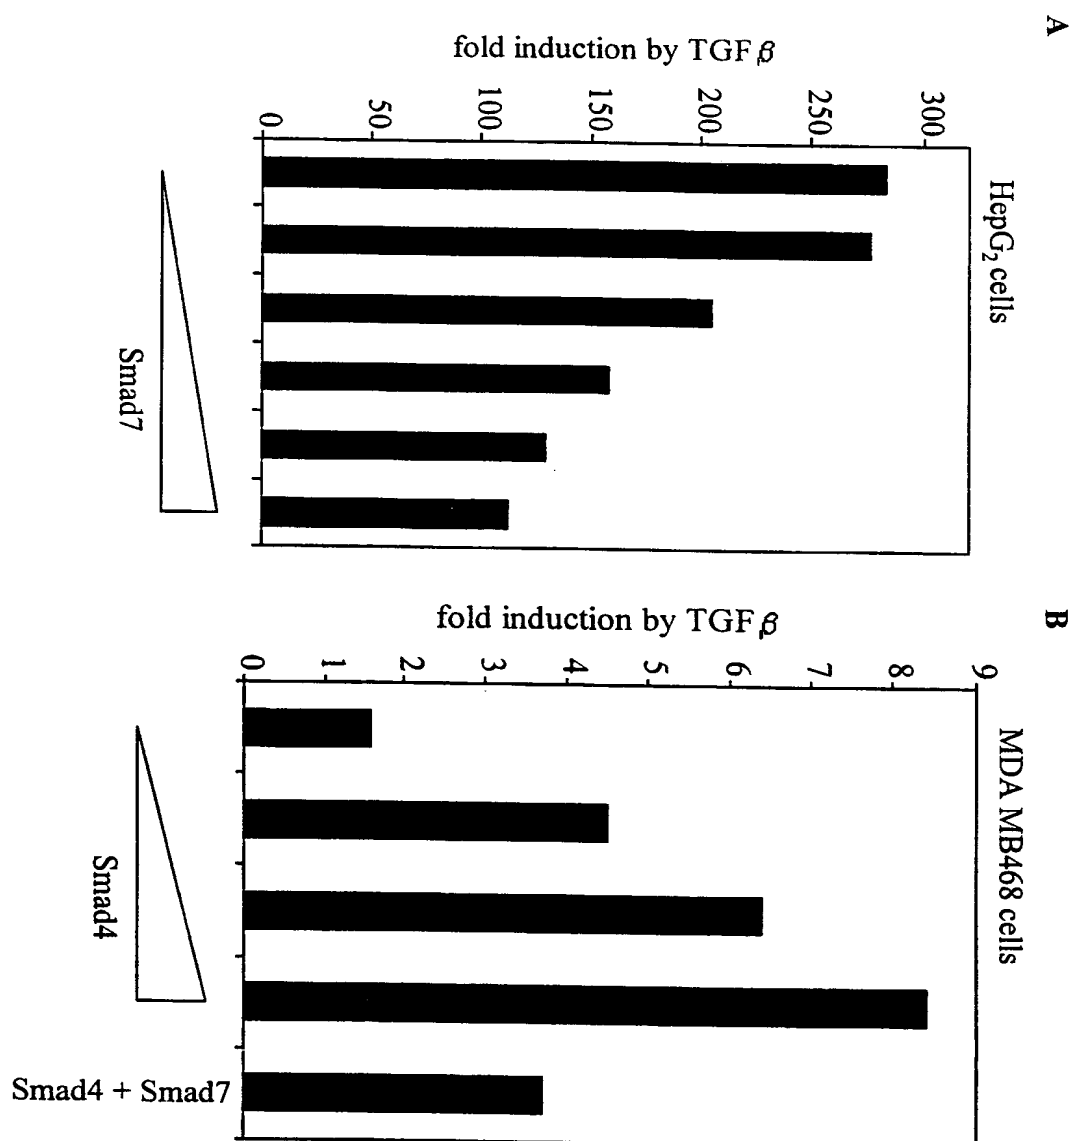 A
HepG2 cells
fold induction by TGFβ
300
250
200
150
100
50
0
Smad7
B
MDA MB468 cells
fold induction by TGFβ
9
8
7
6
5
4
3
2
1
0
Smad4
Smad4 + Smad7